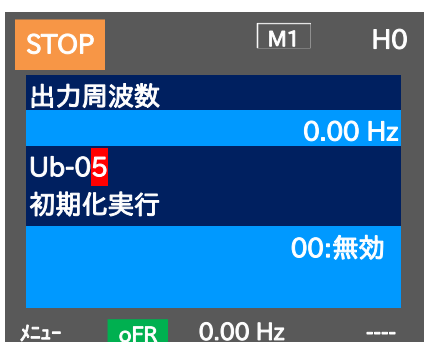 STOP M1 H0
出力周波数
0.00 Hz
Ub-05
初期化実行
00:無効
ﾒﾆｭｰ oFR 0.00 Hz ----